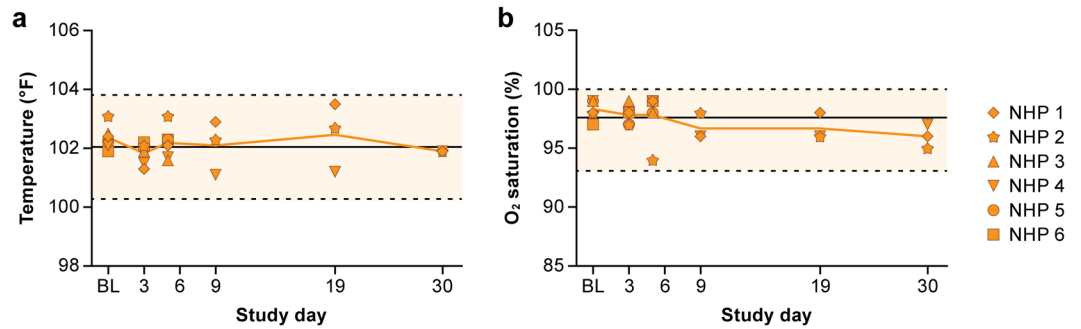 a
106
104
102
100
98
Temperature (°F)
BL 3 6 9 19 30
Study day
b
105
100
95
90
85
O₂ saturation (%)
BL 3 6 9 19 30
Study day
NHP 1
NHP 2
NHP 3
NHP 4
NHP 5
NHP 6